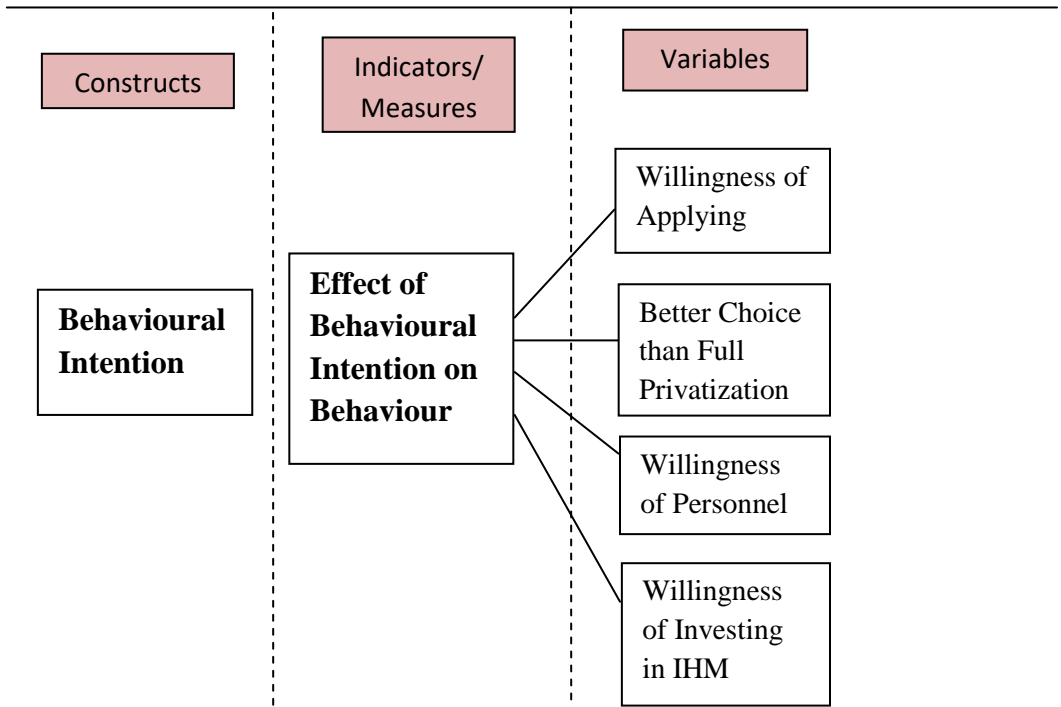 Constructs
Indicators/
Measures
Variables
Behavioural
Intention
Effect of
Behavioural
Intention on
Behaviour
Willingness of
Applying
Better Choice
than Full
Privatization
Willingness
of Personnel
Willingness
of Investing
in IHM